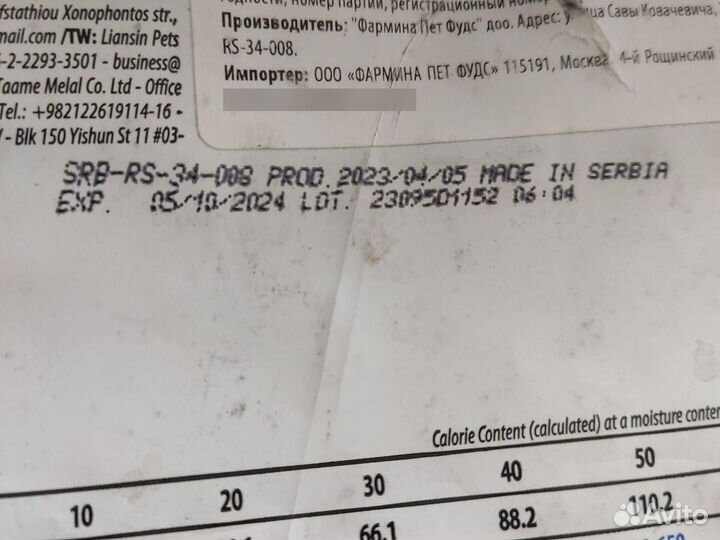 fstathiou Xonophontos str.,
mail.com /TW: Liansin Pets
-2-2293-3501 - business@
Taame Melal Co. Ltd - Office
Tel.: +982122619114-16 -
- Blk 150 Yishun St 11 #03-
номер партии, регистрационный номер
Производитель: "Фармина Пет Фудс" доо. Адрес: у ица Савы Ковачевича,
RS-34-008.
Импортер: ООО «ФАРМИНА ПЕТ ФУДС» 115191, Москва 4-й Рощинский
SRB-RS-34-008 PROD. 2023/04/05 MADE IN SERBIA
EXP. 05/10/2024 LOT. 2309501152 06:04
Calorie Content (calculated) at a moisture conten
10 20 30 40 50
66.1 88.2 110.2
Avito